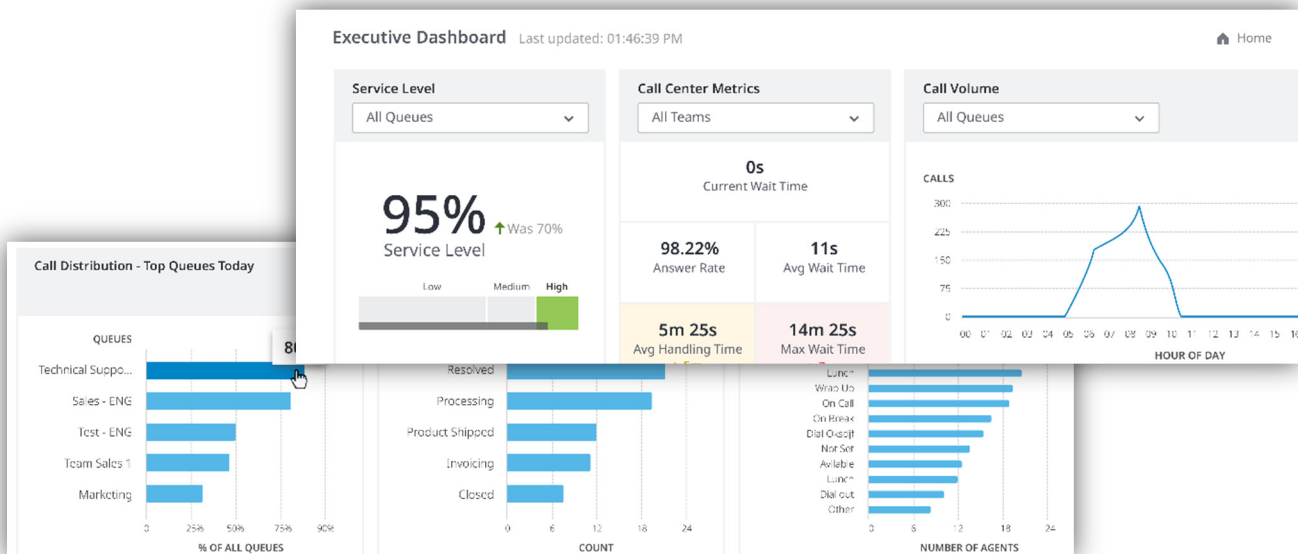 Executive Dashboard Last updated: 01:46:39 PM
Home
Service Level
All Queues
95%
Was 70%
Service Level
Low Medium High
Call Center Metrics
All Teams
0s
Current Wait Time
98.22%
Answer Rate
11s
Avg Wait Time
5m 25s
Avg Handling Time
14m 25s
Max Wait Time
Call Volume
All Queues
CALLS
300
225
150
75
0
00 01 02 03 04 05 06 07 08 09 10 11 12 13 14 15 16
HOUR OF DAY
Call Distribution - Top Queues Today
QUEUES
Technical Suppo...
Sales - ENG
Test - ENG
Team Sales 1
Marketing
0 25% 50% 75% 90%
% OF ALL QUEUES
Resolved
Processing
Product Shipped
Invoicing
Closed
0 6 12 18 24
COUNT
Lunch
Wrap Up
On Call
On Break
Dial Oksdjf
Not Set
Avilable
Lunch
Dial out
Other
0 6 12 18 24
NUMBER OF AGENTS